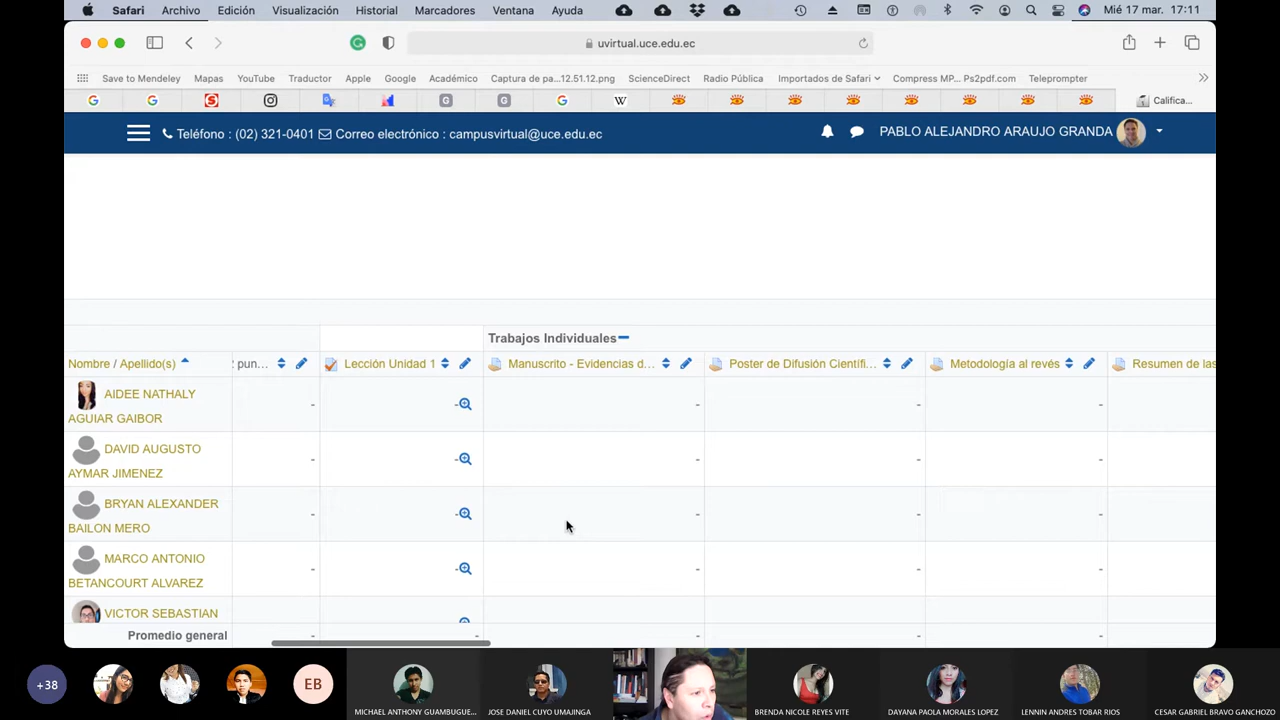 Safari Archivo Edición Visualización Historial Marcadores Ventana Ayuda Mié 17 mar. 17:11
uvirtual.uce.edu.ec
Save to Mendeley Mapas YouTube Traductor Apple Google Académico Captura de pa...12.51.12.png ScienceDirect Radio Pública Importados de Safari Compress MP... Ps2pdf.com Teleprompter
Califica...
Teléfono : (02) 321-0401 Correo electrónico : campusvirtual@uce.edu.ec PABLO ALEJANDRO ARAUJO GRANDA
Trabajos Individuales
Nombre / Apellido(s) pun... Lección Unidad 1 Manuscrito - Evidencias d... Poster de Difusión Científi... Metodología al revés Resumen de las
AIDEE NATHALY
AGUIAR GAIBOR - - - - -
DAVID AUGUSTO
AYMAR JIMENEZ - - - - -
BRYAN ALEXANDER
BAILON MERO - - - - -
MARCO ANTONIO
BETANCOURT ALVAREZ - - - - -
VICTOR SEBASTIAN
Promedio general - - - - -
+38 EB
MICHAEL ANTHONY GUAMBUGUE... JOSE DANIEL CUYO UMAJINGA BRENDA NICOLE REYES VITE DAYANA PAOLA MORALES LOPEZ LENNIN ANDRES TOBAR RIOS CESAR GABRIEL BRAVO GANCHOZO